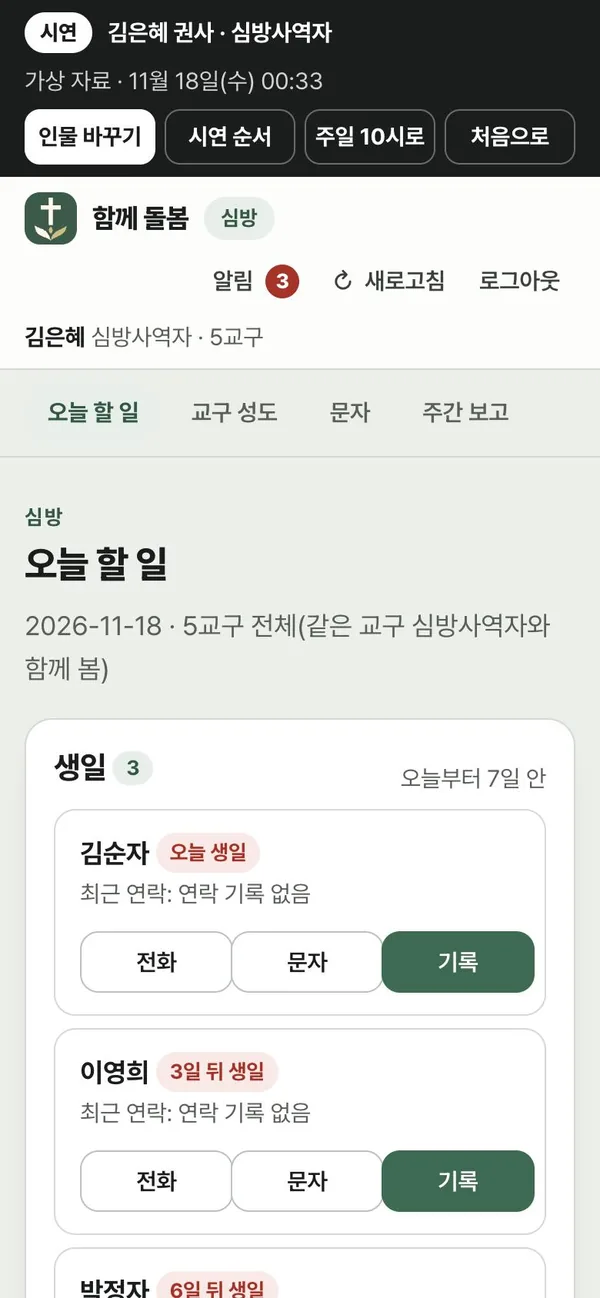 시연 김은혜 권사 · 심방사역자
가상 자료 · 11월 18일(수) 00:33
인물 바꾸기 시연 순서 주일 10시로 처음으로
함께 돌봄 심방
알림 3 새로고침 로그아웃
김은혜 심방사역자 · 5교구
오늘 할 일 교구 성도 문자 주간 보고
심방
오늘 할 일
2026-11-18 · 5교구 전체(같은 교구 심방사역자와
함께 봄)
생일 3 오늘부터 7일 안
김순자 오늘 생일
최근 연락: 연락 기록 없음
전화 문자 기록
이영희 3일 뒤 생일
최근 연락: 연락 기록 없음
전화 문자 기록
박정자 6일 뒤 생일